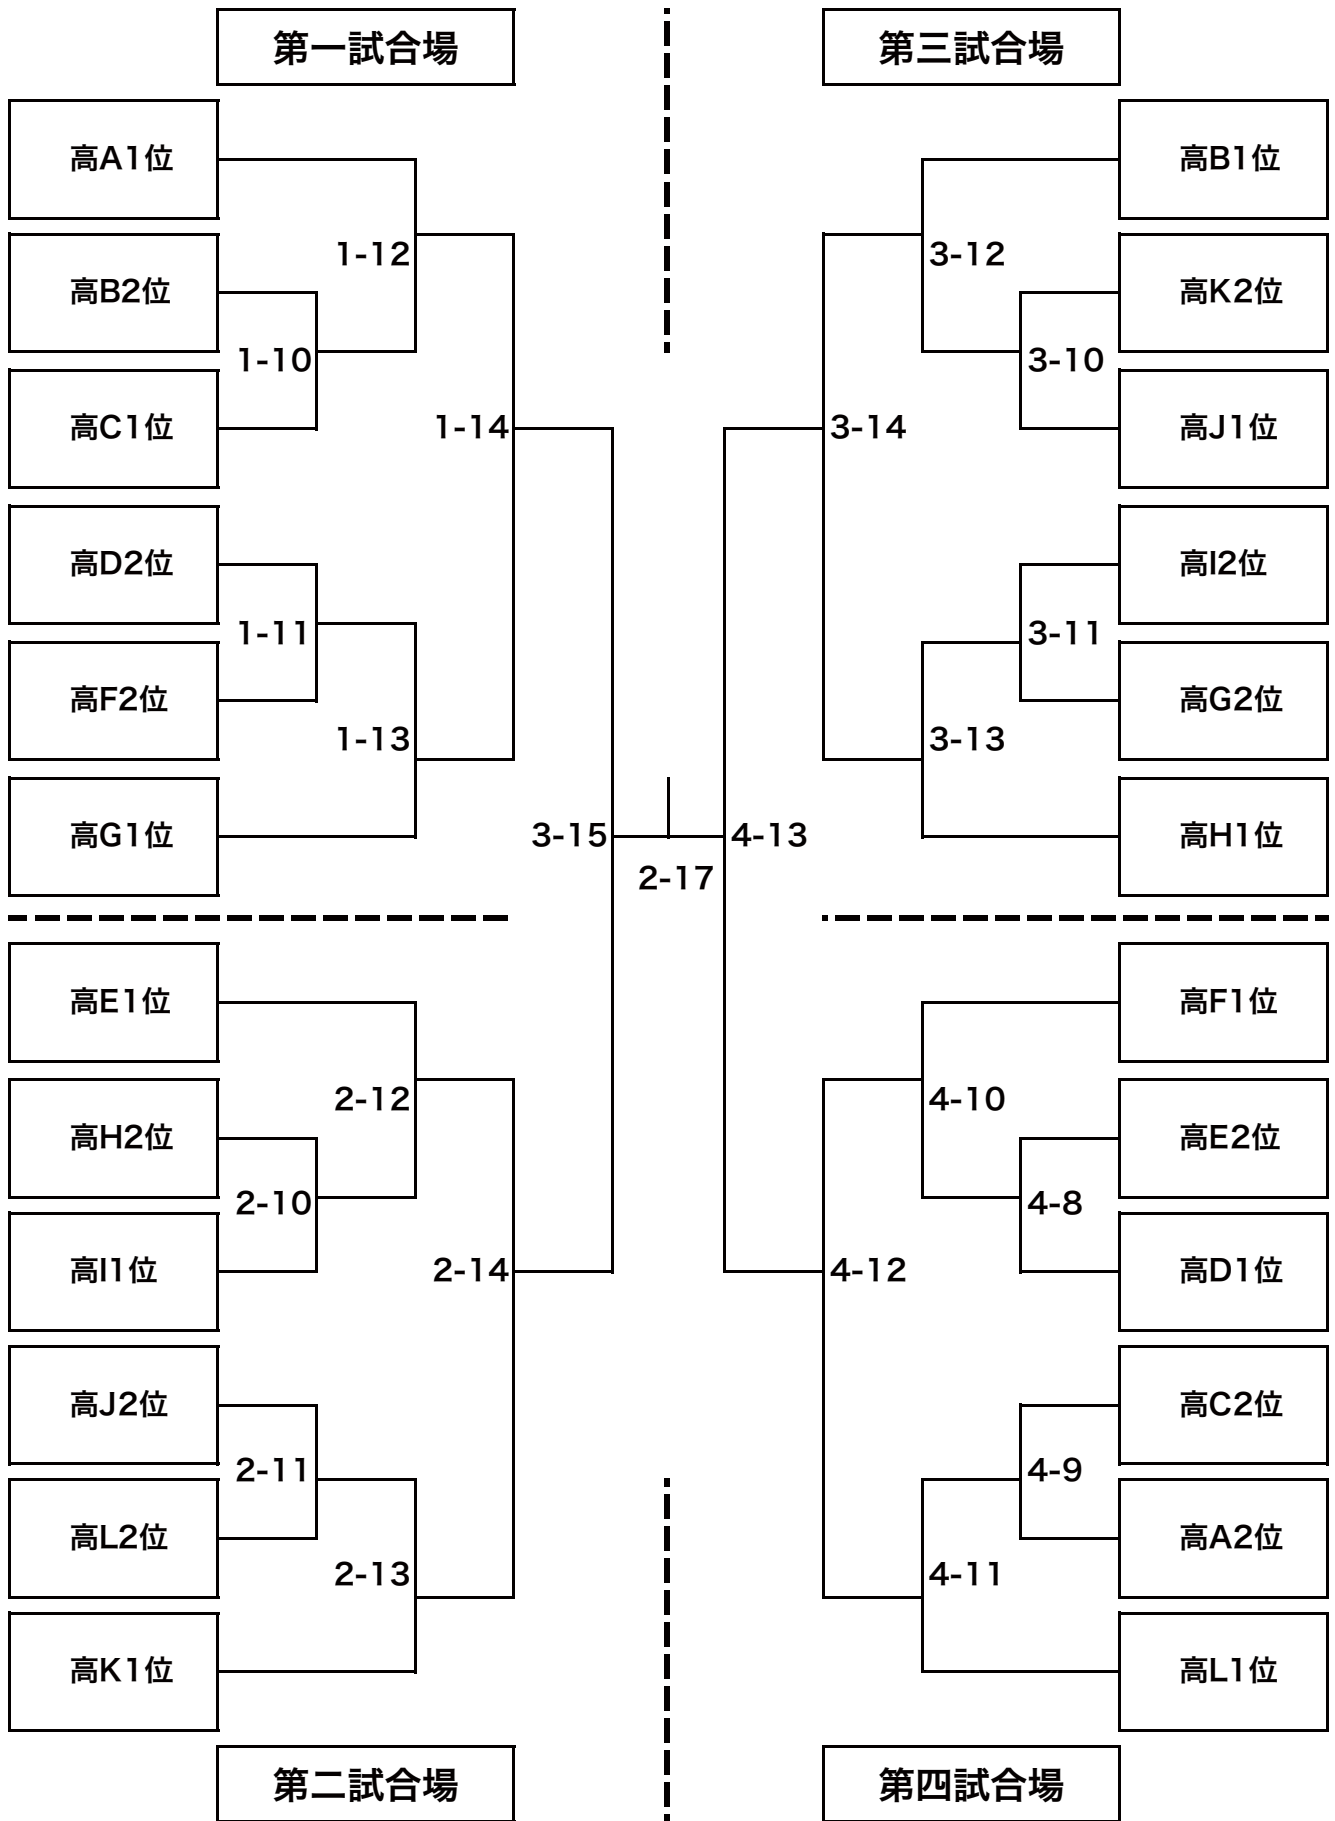 第一試合場
第三試合場
高A1位
高B1位
1-12
3-12
高B2位
高K2位
1-10
3-10
高C1位
1-14
3-14
高J1位
高D2位
高I2位
1-11
3-11
高F2位
高G2位
1-13
3-13
高G1位
3-15
4-13
高H1位
2-17
高E1位
高F1位
2-12
4-10
高H2位
高E2位
2-10
4-8
高I1位
2-14
4-12
高D1位
高J2位
高C2位
2-11
4-9
高L2位
高A2位
2-13
4-11
高K1位
高L1位
第二試合場
第四試合場